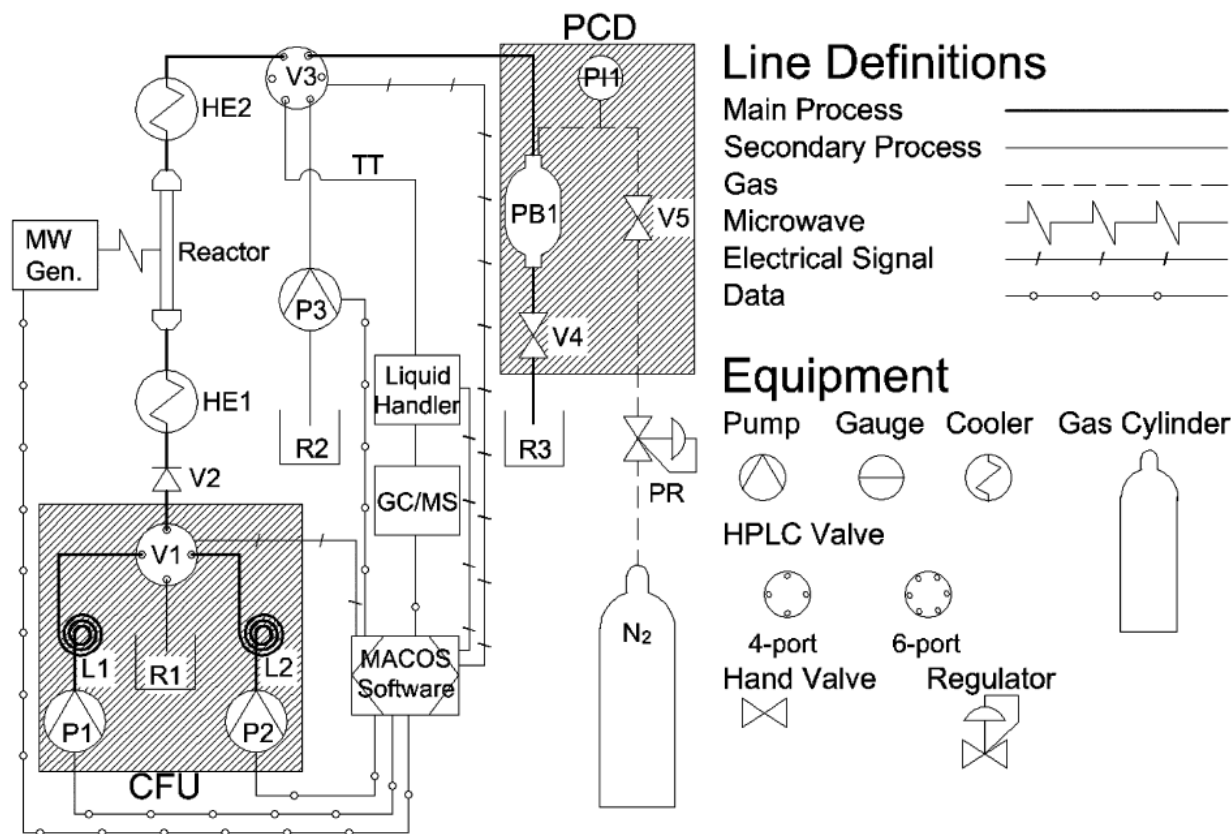 PCD
V3
PI1
HE2
TT
PB1
V5
MW
Gen.
Reactor
P3
V4
HE1
Liquid
Handler
R2
R3
V2
GC/MS
PR
V1
N2
L1
R1
L2
MACOS
Software
P1
P2
CFU
Line Definitions
Main Process
Secondary Process
Gas
Microwave
Electrical Signal
Data
Equipment
Pump Gauge Cooler Gas Cylinder
HPLC Valve
4-port 6-port
Hand Valve Regulator